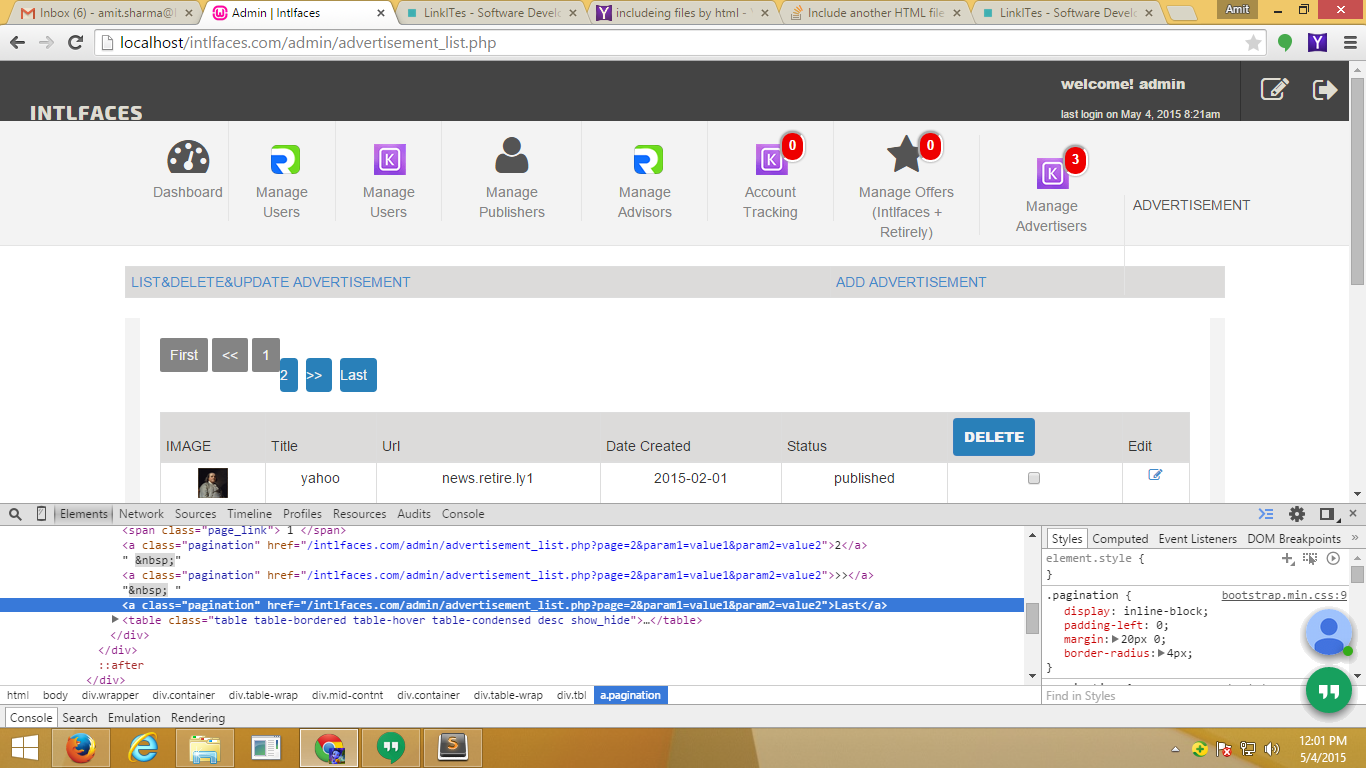 Inbox (6) - amit.sharma@l
Admin | Intlfaces
LinkITes - Software Develo
includeing files by html - Y
Include another HTML file
LinkITes - Software Develo
Amit
localhost/intlfaces.com/admin/advertisement_list.php
INTLFACES
welcome! admin
last login on May 4, 2015 8:21am
Dashboard
Manage Users
K
Manage Users
Manage Publishers
Manage Advisors
K 0
Account Tracking
0
Manage Offers (Intlfaces + Retirely)
K 3
Manage Advertisers
ADVERTISEMENT
LIST&DELETE&UPDATE ADVERTISEMENT
ADD ADVERTISEMENT
First << 1
2 >> Last
IMAGE Title Url Date Created Status DELETE Edit
yahoo news.retire.ly1 2015-02-01 published
Elements Network Sources Timeline Profiles Resources Audits Console
<span class="page_link"> 1 </span>
<a class="pagination" href="/intlfaces.com/admin/advertisement_list.php?page=2&param1=value1&param2=value2">2</a>
" &nbsp;"
<a class="pagination" href="/intlfaces.com/admin/advertisement_list.php?page=2&param1=value1&param2=value2">>></a>
"&nbsp; "
<a class="pagination" href="/intlfaces.com/admin/advertisement_list.php?page=2&param1=value1&param2=value2">Last</a>
<table class="table table-bordered table-hover table-condensed desc show_hide">…</table>
</div>
</div>
::after
</div>
html body div.wrapper div.container div.table-wrap div.mid-contnt div.container div.table-wrap div.tbl a.pagination
Styles Computed Event Listeners DOM Breakpoints »
element.style {
}
.pagination { bootstrap.min.css:9
display: inline-block;
padding-left: 0;
margin: 20px 0;
border-radius: 4px;
}
Find in Styles
Console Search Emulation Rendering
12:01 PM
5/4/2015